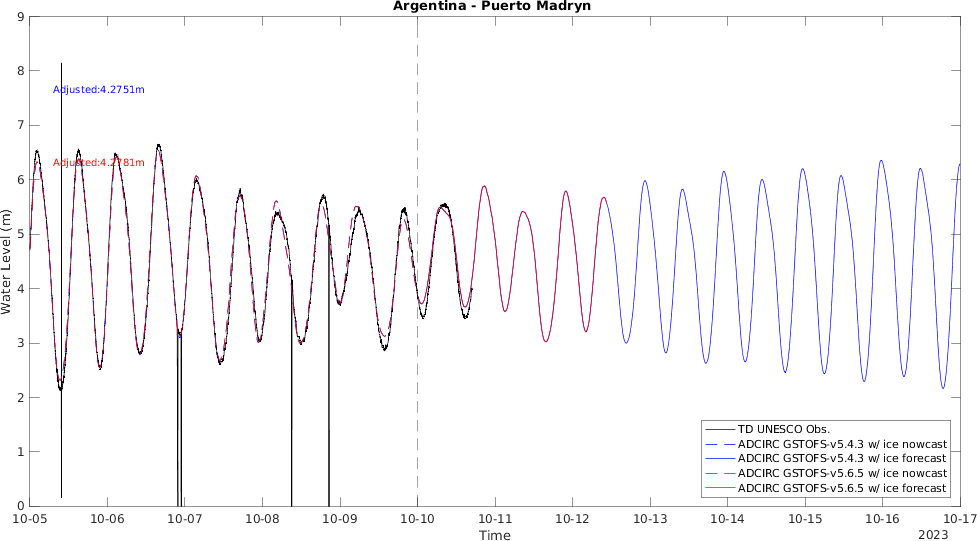 Argentina - Puerto Madryn
9
8
7
6
5
4
3
2
1
0
Water Level (m)
Adjusted:4.2751m
Adjusted:4.2781m
TD UNESCO Obs.
ADCIRC GSTOFS-v5.4.3 w/ ice nowcast
ADCIRC GSTOFS-v5.4.3 w/ ice forecast
ADCIRC GSTOFS-v5.6.5 w/ ice nowcast
ADCIRC GSTOFS-v5.6.5 w/ ice forecast
10-05 10-06 10-07 10-08 10-09 10-10 10-11 10-12 10-13 10-14 10-15 10-16 10-17
Time
2023